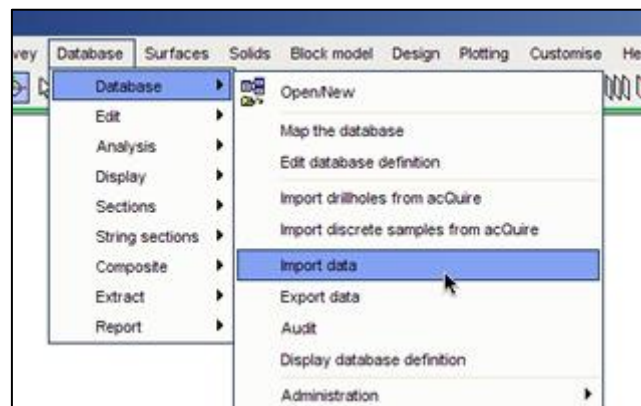 vey Database Surfaces Solids Block model Design Plotting Customise He
Database
Edit
Analysis
Display
Sections
String sections
Composite
Extract
Report
Open/New
Map the database
Edit database definition
Import drillholes from acQuire
Import discrete samples from acQuire
Import data
Export data
Audit
Display database definition
Administration